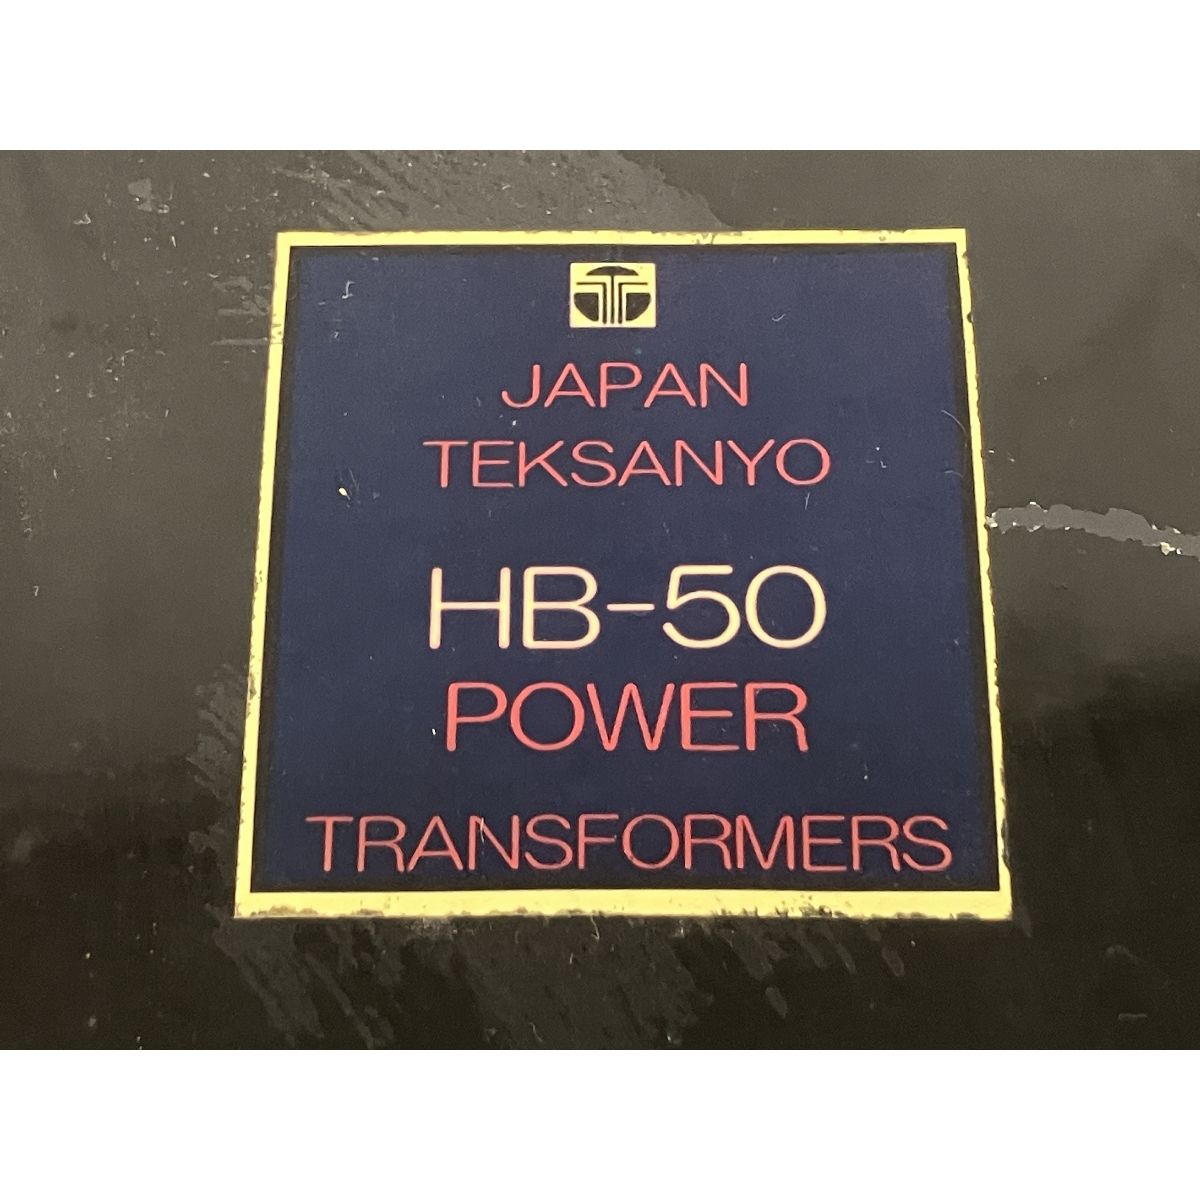 JAPAN
TEKSANYO
HB-50
POWER
TRANSFORMERS